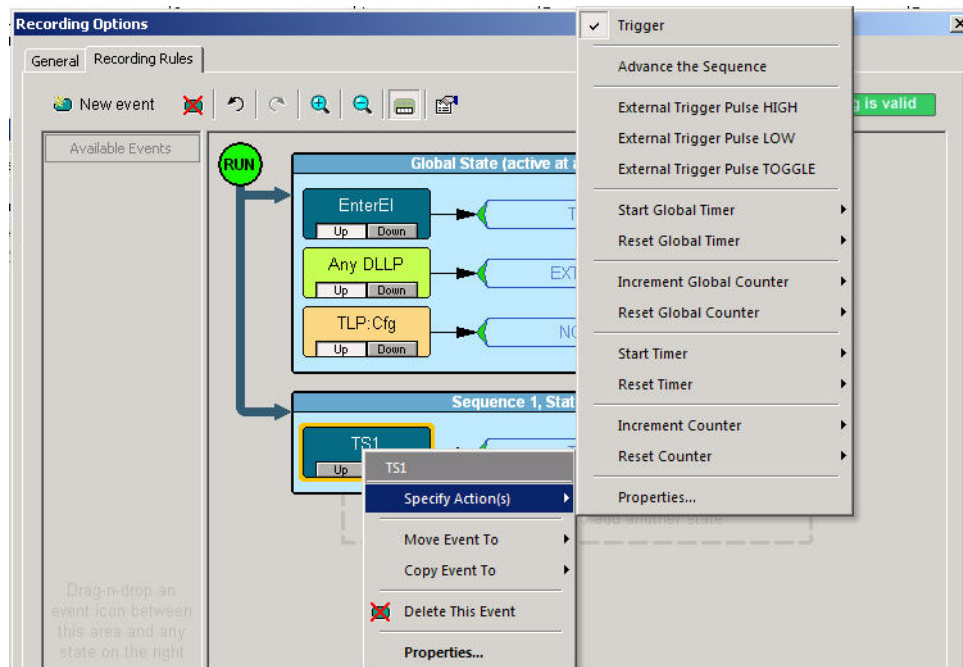 Recording Options
General
Recording Rules
New event
g is valid
Available Events
RUN
Global State (active at a
EnterEI
Up
Down
T
Any DLLP
Up
Down
EXT
TLP:Cfg
Up
Down
NO
Sequence 1, Stat
TS1
Up
TS1
Specify Action(s)
Move Event To
Copy Event To
Delete This Event
Properties...
Trigger
Advance the Sequence
External Trigger Pulse HIGH
External Trigger Pulse LOW
External Trigger Pulse TOGGLE
Start Global Timer
Reset Global Timer
Increment Global Counter
Reset Global Counter
Start Timer
Reset Timer
Increment Counter
Reset Counter
Properties...
add another state
Drag-n-drop an
event icon between
this area and any
state on the right